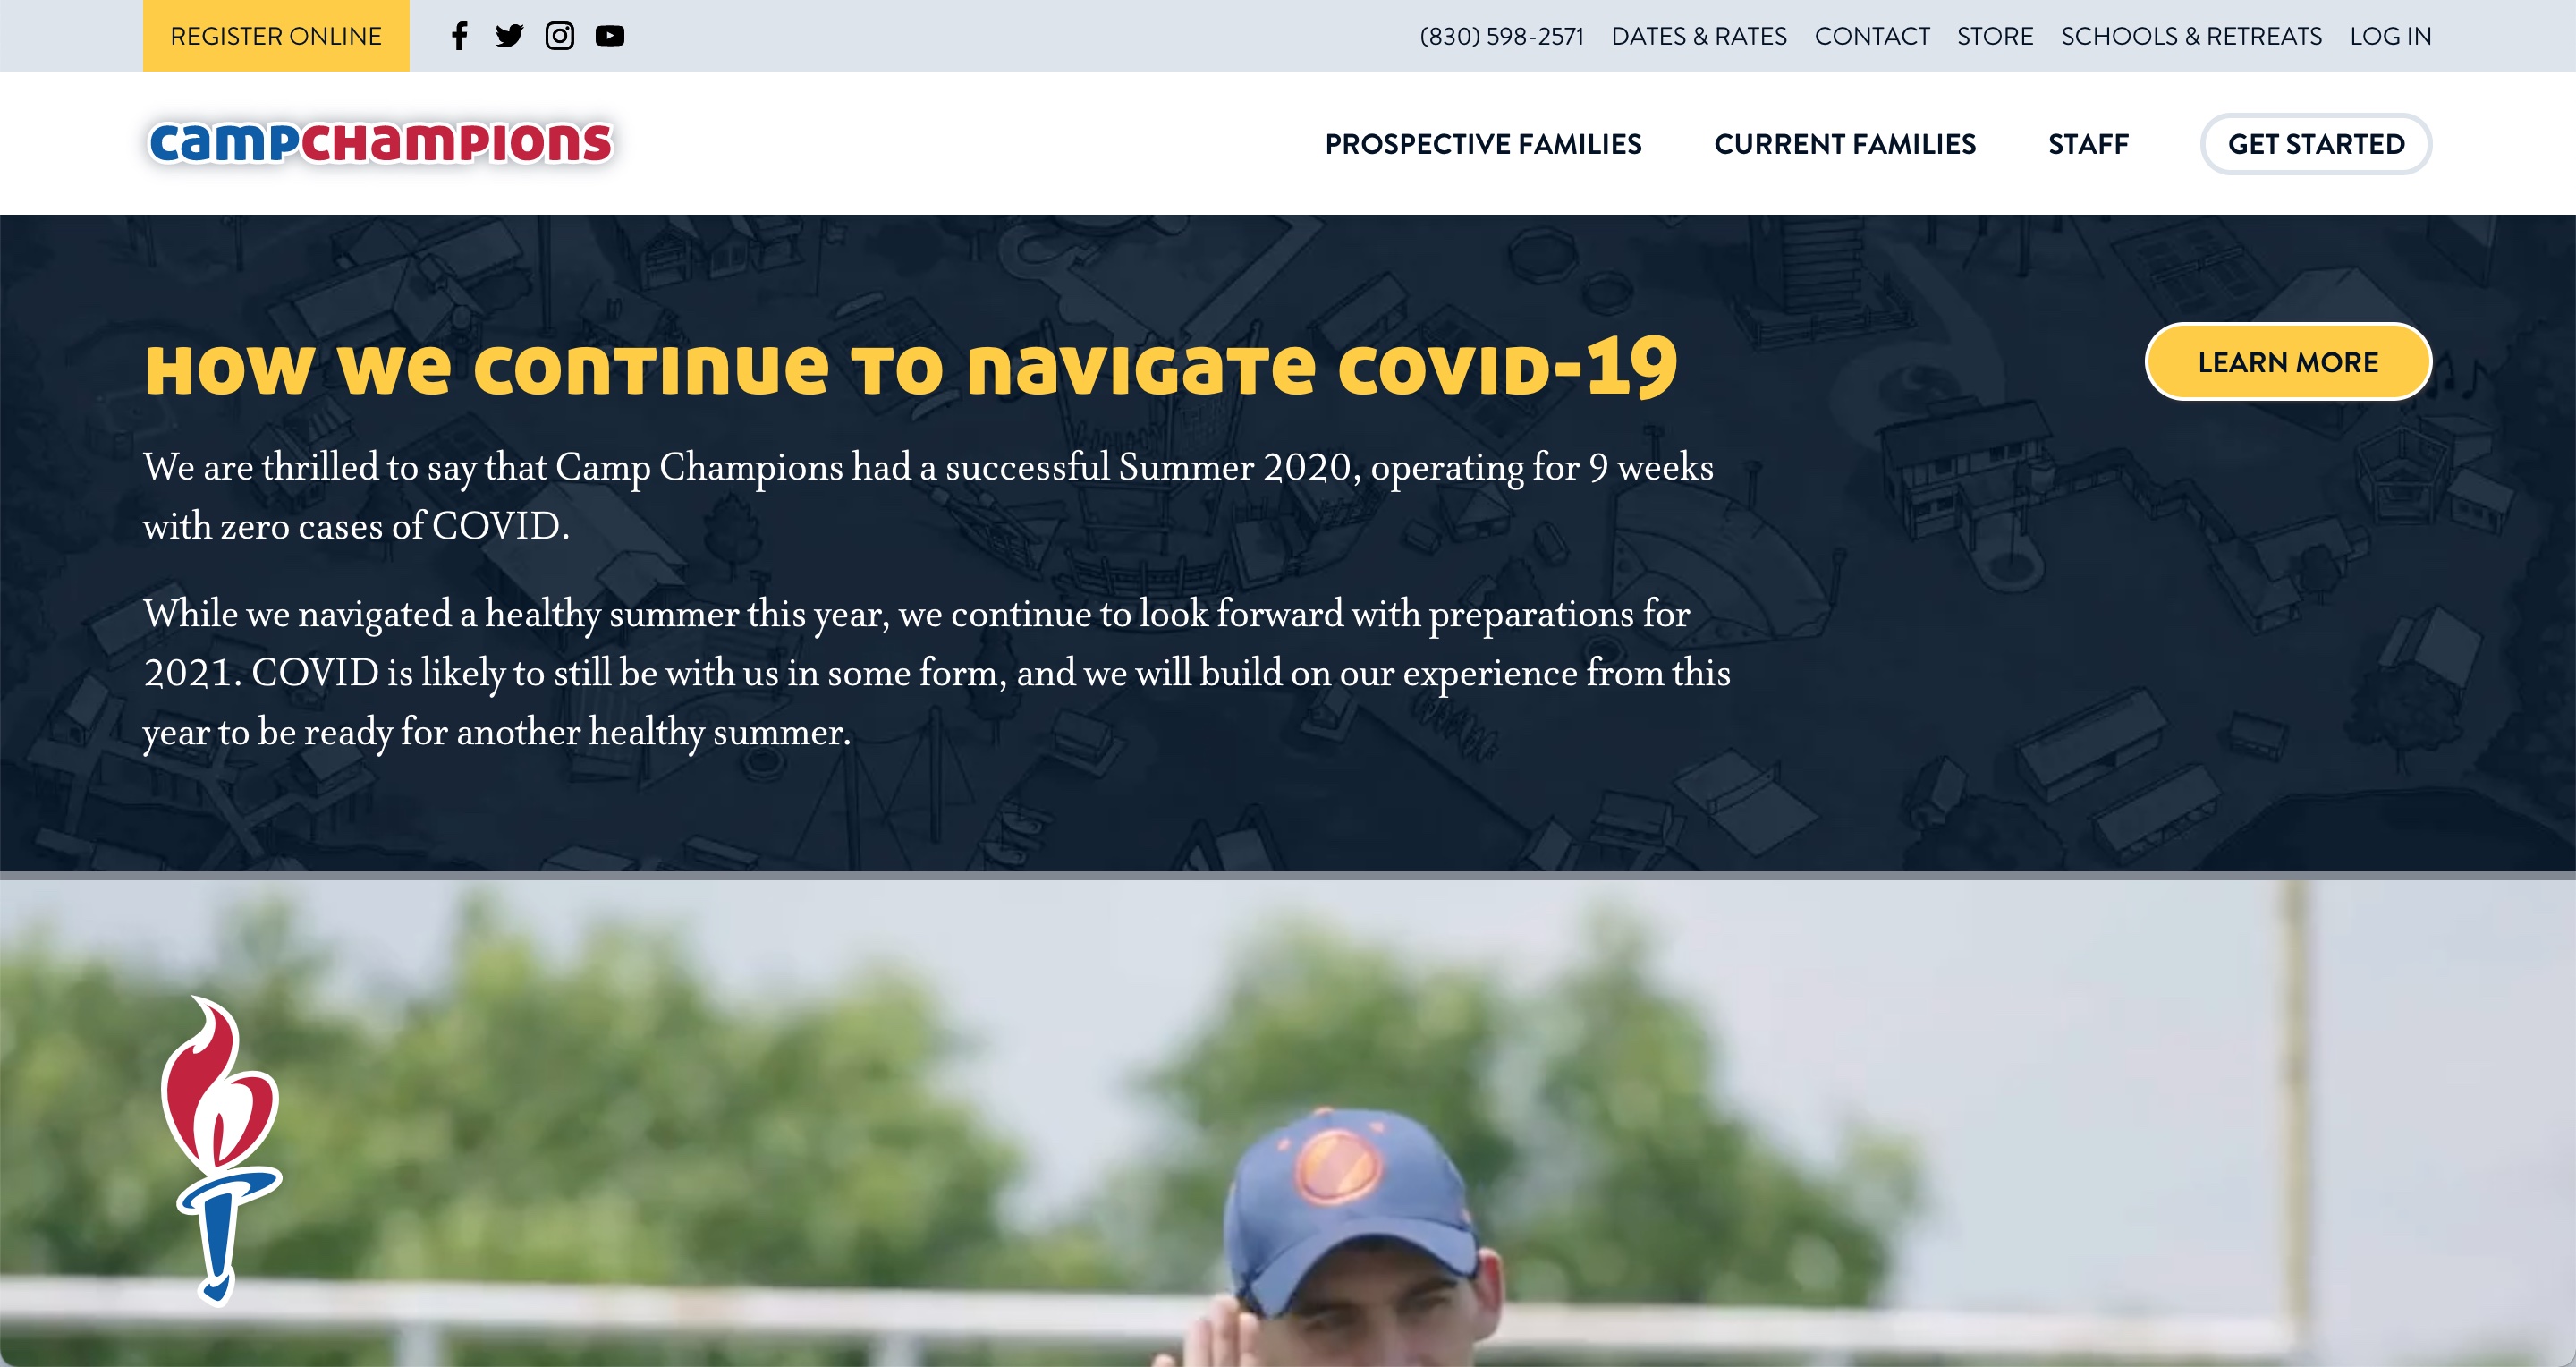 REGISTER ONLINE
(830) 598-2571 DATES & RATES CONTACT STORE SCHOOLS & RETREATS LOG IN
campchampions
PROSPECTIVE FAMILIES CURRENT FAMILIES STAFF GET STARTED
How we continue to navigate COVID-19
LEARN MORE
We are thrilled to say that Camp Champions had a successful Summer 2020, operating for 9 weeks
with zero cases of COVID.
While we navigated a healthy summer this year, we continue to look forward with preparations for
2021. COVID is likely to still be with us in some form, and we will build on our experience from this
year to be ready for another healthy summer.